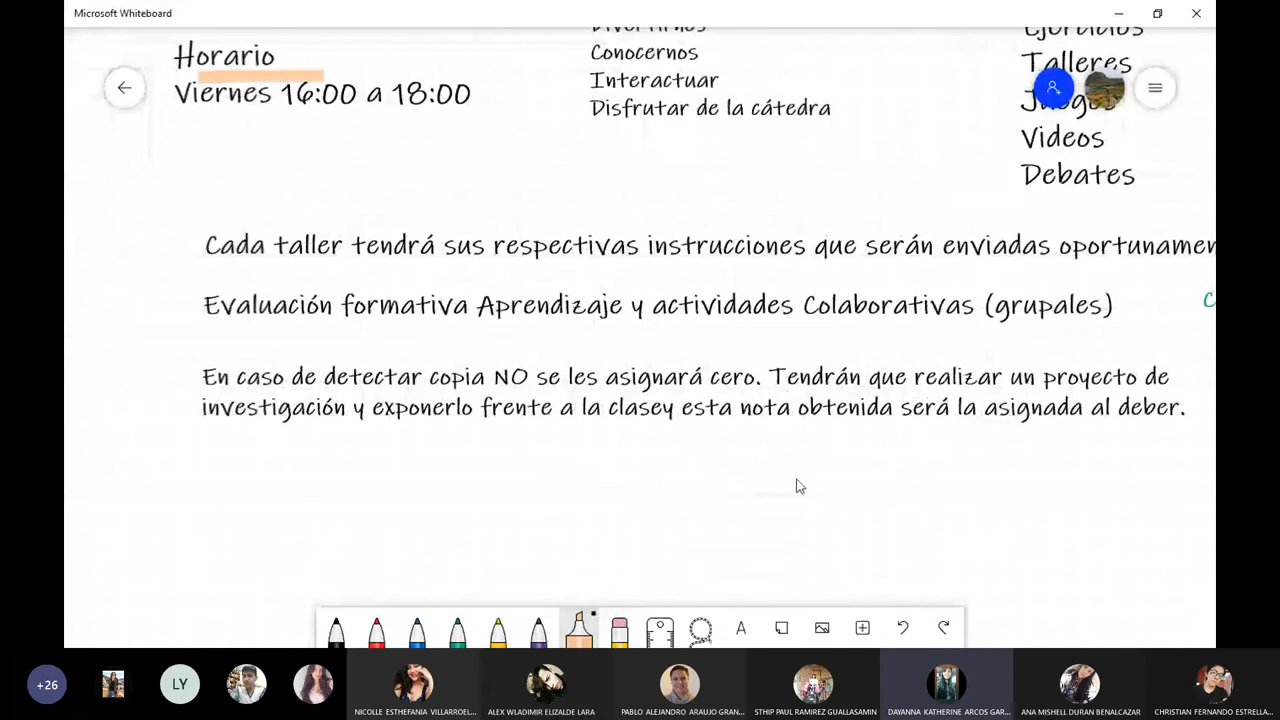 Microsoft Whiteboard
Horario
Viernes 16:00 a 18:00
Divertirnos
Conocernos
Interactuar
Disfrutar de la cátedra
Ejercicios
Talleres
Juegos
Videos
Debates
Cada taller tendrá sus respectivas instrucciones que serán enviadas oportunamen
Evaluación formativa Aprendizaje y actividades Colaborativas (grupales)
C
En caso de detectar copia NO se les asignará cero. Tendrán que realizar un proyecto de
investigación y exponerlo frente a la clasey esta nota obtenida será la asignada al deber.
A
+26
LY
NICOLLE ESTHEFANIA VILLARROEL...
ALEX WLADIMIR ELIZALDE LARA
PABLO ALEJANDRO ARAUJO GRAN...
STHIP PAUL RAMIREZ GUALLASAMIN
DAYANNA KATHERINE ARCOS GAR...
ANA MISHELL DURAN BENALCAZAR
CHRISTIAN FERNANDO ESTRELLA...